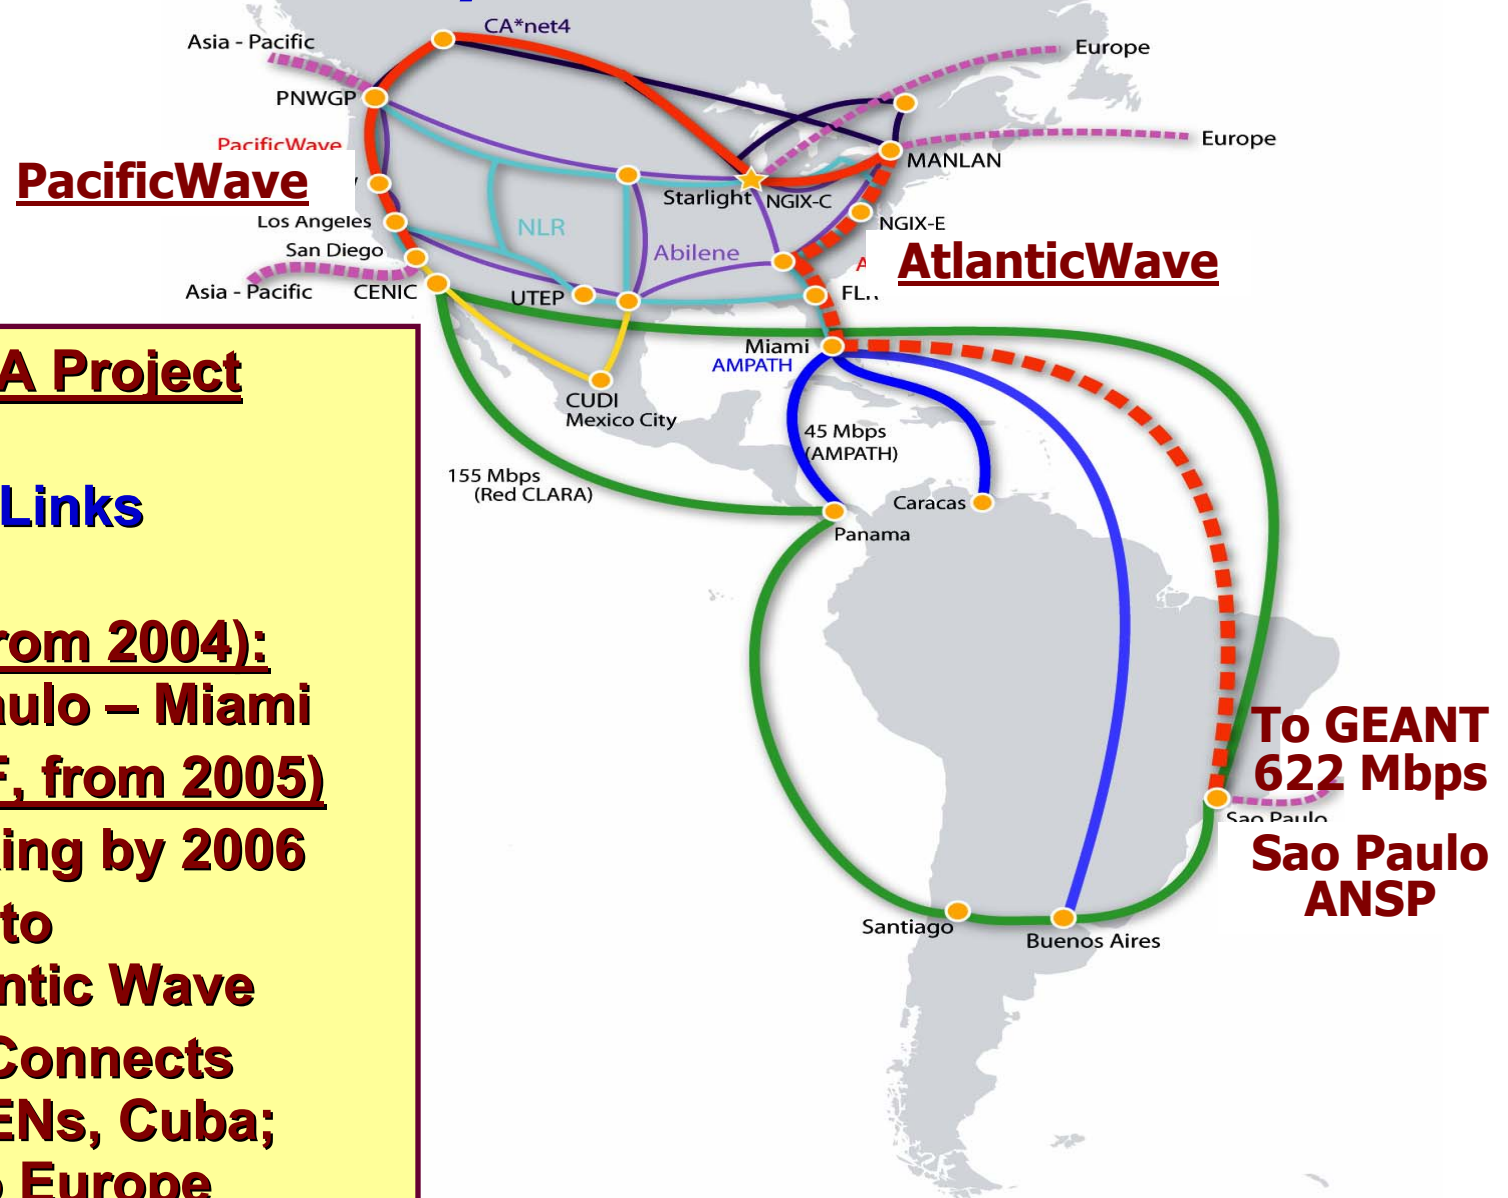 CA*net4
Asia - Pacific
Europe
PNWGP
Europe
PacificWave
MANLAN
PacificWave
Starlight
NGIX-C
Los Angeles
NGIX-E
NLR
San Diego
Abilene
AtlanticWave
Asia - Pacific
CENIC
UTEP
Miami
AMPATH
CUDI
Mexico City
45 Mbps
(AMPATH)
155 Mbps
(Red CLARA)
Caracas
Panama
To GEANT
622 Mbps
Sao Paulo
Sao Paulo
ANSP
Santiago
Buenos Aires
A Project
Links
rom 2004):
aulo – Miami
F, from 2005)
ing by 2006
to
ntic Wave
Connects
ENs, Cuba;
Europe